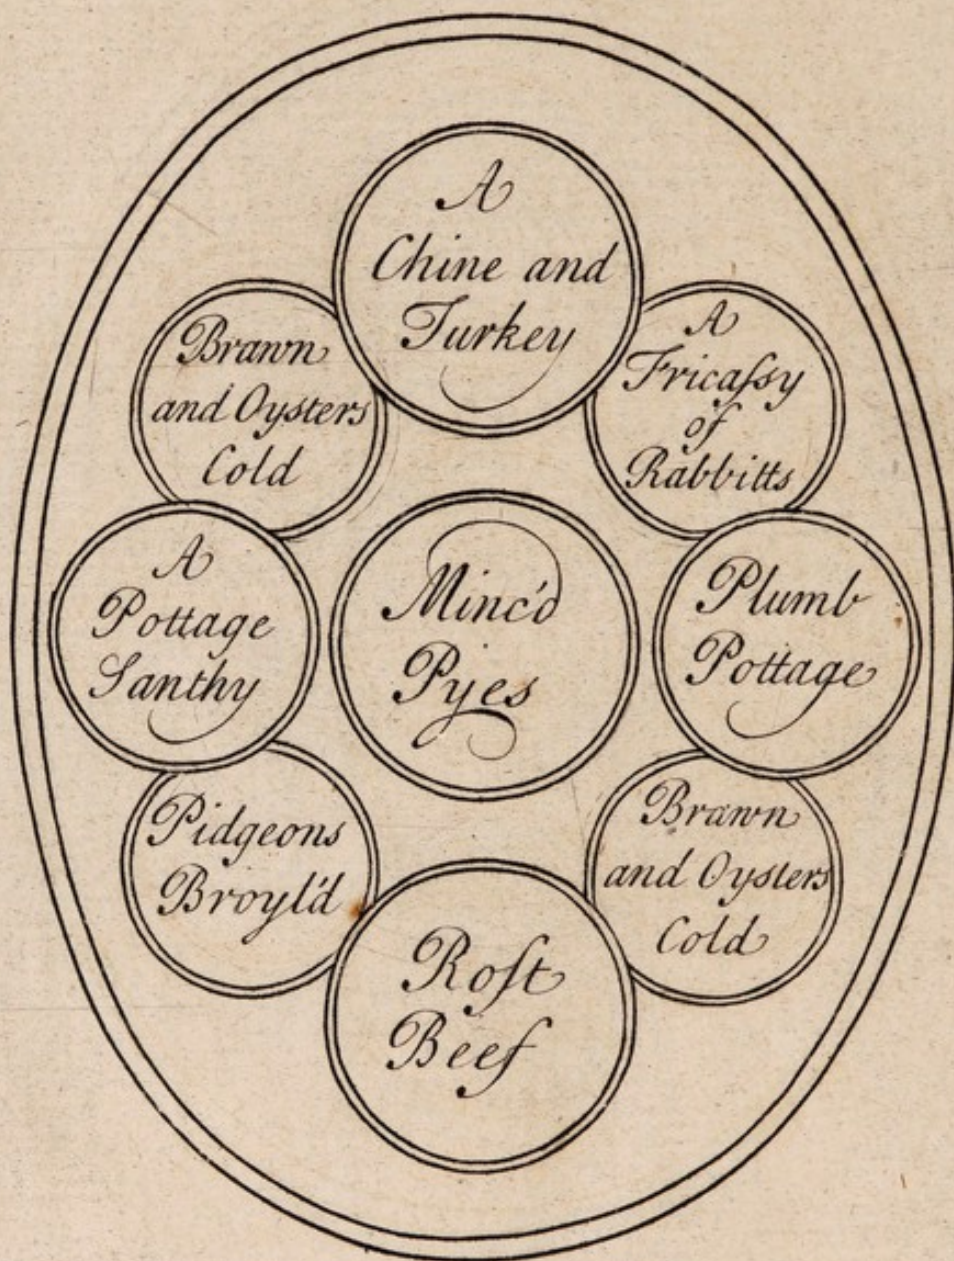 A
Chine and
Turkey
Brawn
and Oysters
Cold
A
Fricaſsy
of
Rabbitts
A
Pottage
Santhy
Minc'd
Pyes
Plumb
Pottage
Pidgeons
Broyl'd
Brawn
and Oysters
Cold
Roſt
Beef